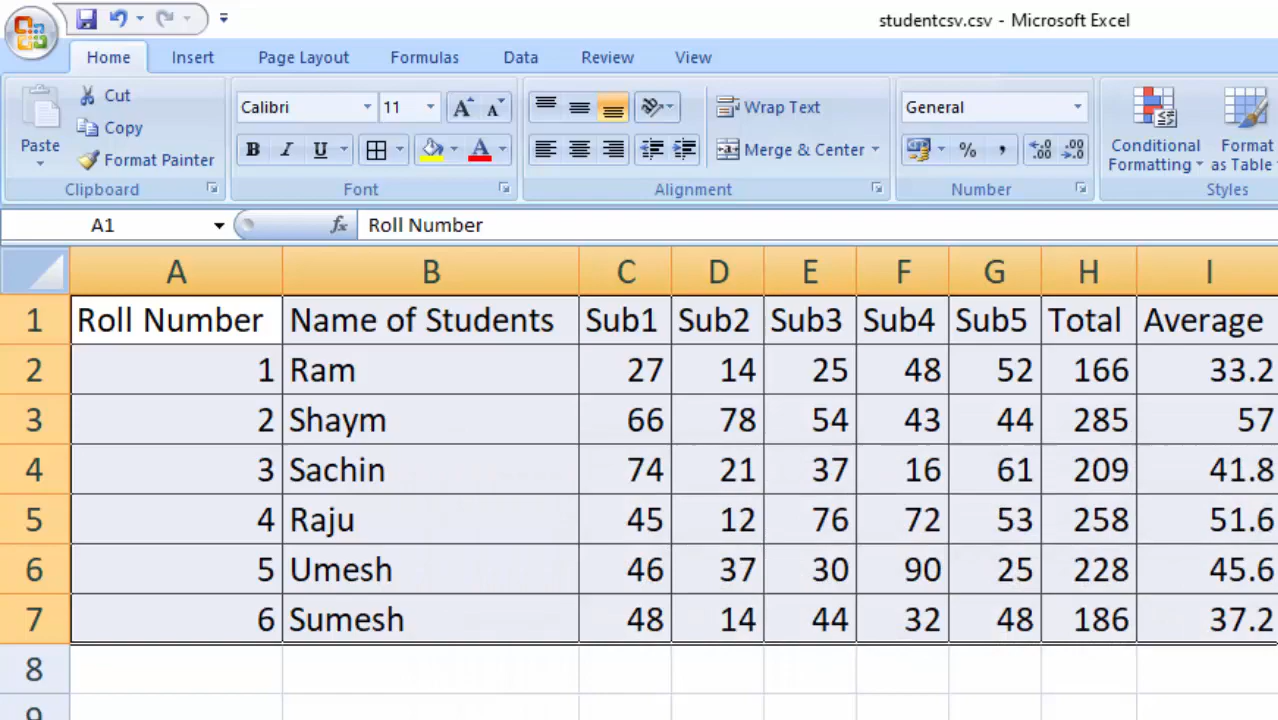 studentcsv.csv - Microsoft Excel
Home Insert Page Layout Formulas Data Review View
Paste
Cut
Copy
Format Painter
Clipboard
Calibri 11
A A
B I U A
Font
Wrap Text
Merge & Center
Alignment
General
% , .0 .00 .00 .0
Number
Conditional Formatting
Format as Table
Styles
A1 fx Roll Number
A B C D E F G H I
1 Roll Number Name of Students Sub1 Sub2 Sub3 Sub4 Sub5 Total Average
2 1 Ram 27 14 25 48 52 166 33.2
3 2 Shaym 66 78 54 43 44 285 57
4 3 Sachin 74 21 37 16 61 209 41.8
5 4 Raju 45 12 76 72 53 258 51.6
6 5 Umesh 46 37 30 90 25 228 45.6
7 6 Sumesh 48 14 44 32 48 186 37.2
8
9